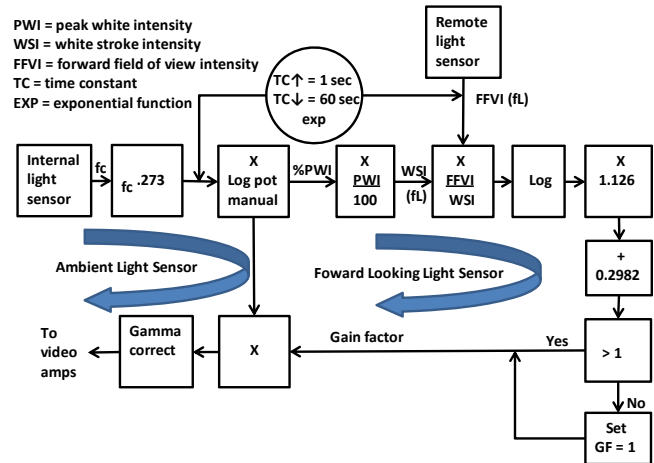 PWI = peak white intensity
WSI = white stroke intensity
FFVI = forward field of view intensity
TC = time constant
EXP = exponential function
Remote
light
sensor
TC↑ = 1 sec
TC↓ = 60 sec
exp
FFVI (fL)
Internal
light
sensor
fc
fc .273
X
Log pot
manual
%PWI
X
PWI
100
WSI
(fL)
X
FFVI
WSI
Log
X
1.126
+
0.2982
Ambient Light Sensor
Foward Looking Light Sensor
To
video
amps
Gamma
correct
X
Gain factor
Yes
> 1
No
Set
GF = 1